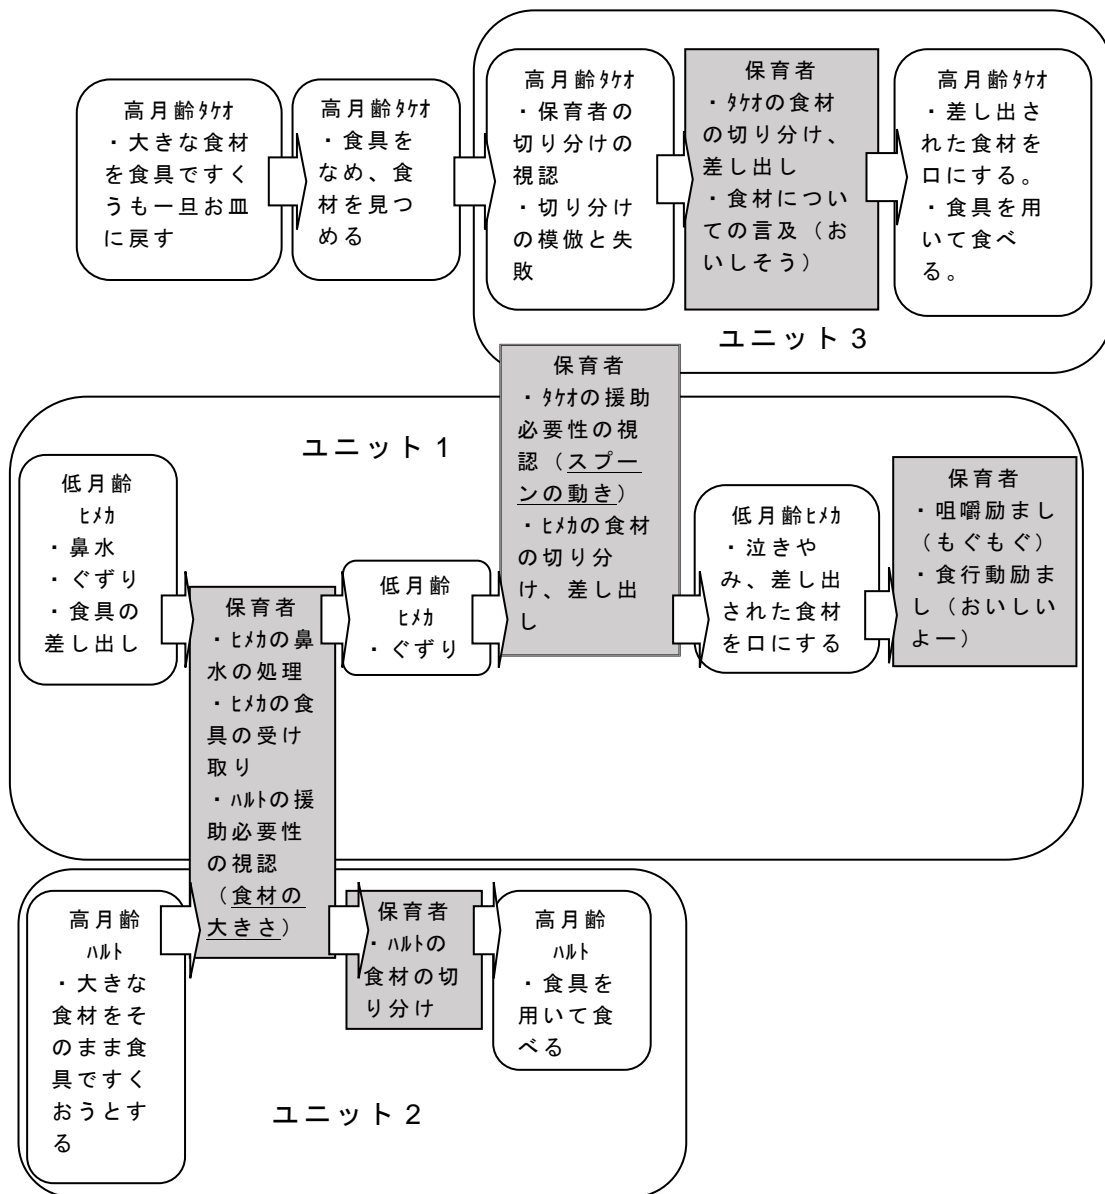 高月齢ﾀｹｵ
・大きな食材
を食具ですく
うも一旦お皿
に戻す
高月齢ﾀｹｵ
・食具を
なめ、食
材を見つ
める
高月齢ﾀｹｵ
・保育者の
切り分けの
視認
・切り分け
の模倣と失
敗
保育者
・ﾀｹｵの食材
の切り分け、
差し出し
・食材につい
ての言及（お
いしそう）
高月齢ﾀｹｵ
・差し出さ
れた食材を
口にする。
・食具を用
いて食べ
る。
ユニット３
ユニット１
低月齢
ﾋﾒｶ
・鼻水
・ぐずり
・食具の
差し出し
保育者
・ﾋﾒｶの鼻
水の処理
・ﾋﾒｶの食
具の受け
取り
・ﾊﾙﾄの援
助必要性
の視認
（食材の
大きさ）
低月齢
ﾋﾒｶ
・ぐずり
保育者
・ﾀｹｵの援助
必要性の視
認（スプー
ンの動き）
・ﾋﾒｶの食材
の切り分
け、差し出
し
低月齢ﾋﾒｶ
・泣きや
み、差し出
された食材
を口にする
保育者
・咀嚼励まし
（もぐもぐ）
・食行動励ま
し（おいしい
よー）
高月齢
ﾊﾙﾄ
・大きな
食材をそ
のまま食
具ですく
おうとす
る
保育者
・ﾊﾙﾄの
食材の切
り分け
高月齢
ﾊﾙﾄ
・食具を
用いて食
べる
ユニット２